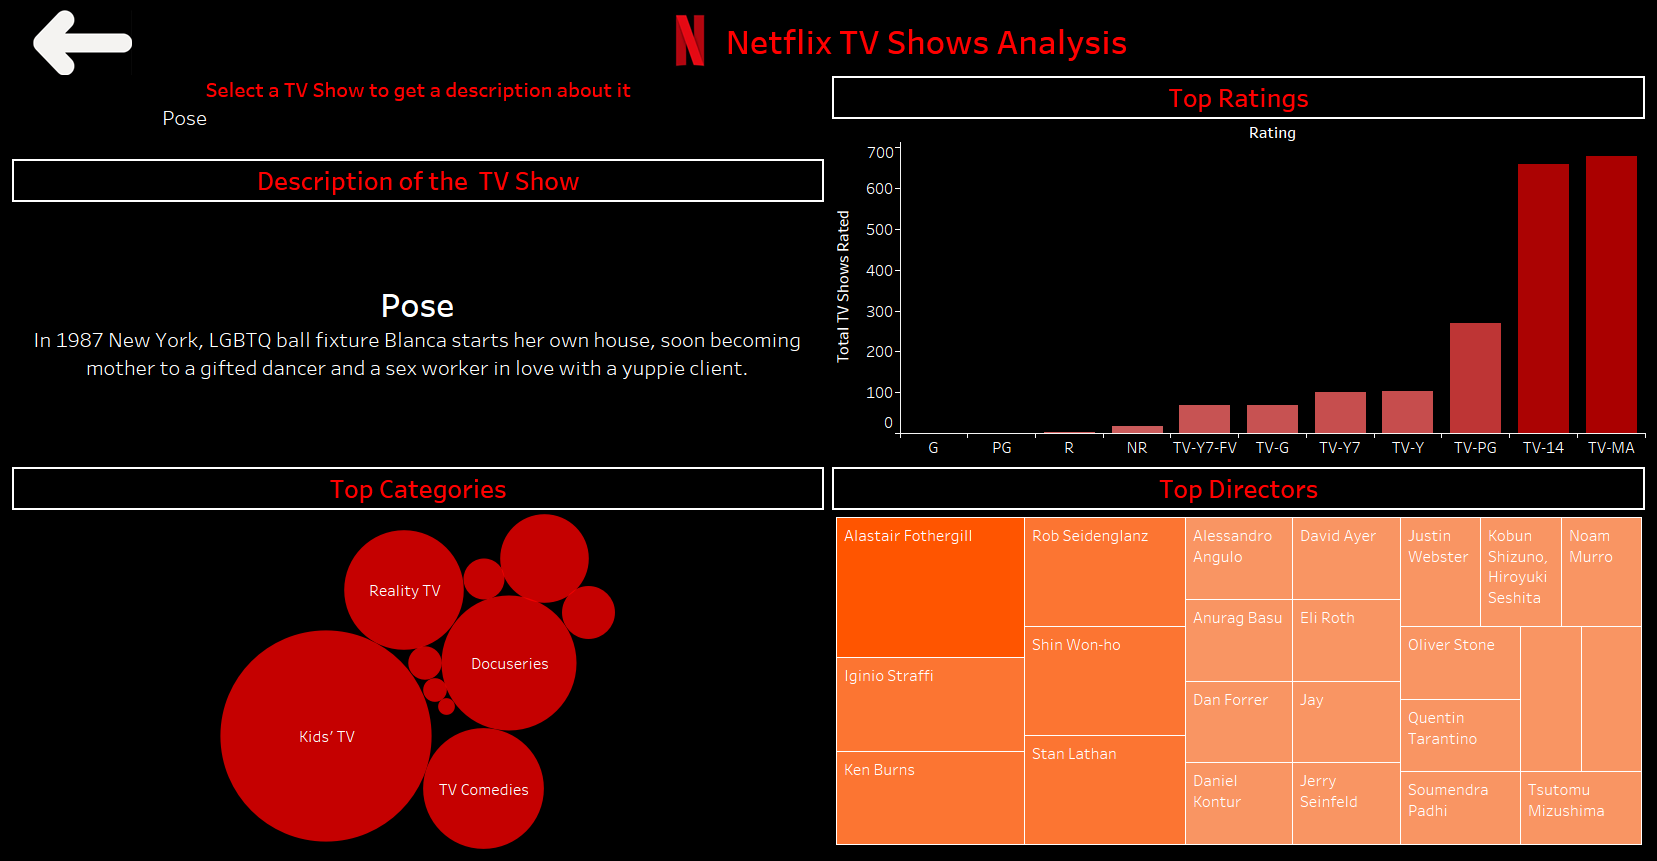 Netflix TV Shows Analysis
Select a TV Show to get a description about it
Pose
Description of the TV Show
Pose
In 1987 New York, LGBTQ ball fixture Blanca starts her own house, soon becoming
mother to a gifted dancer and a sex worker in love with a yuppie client.
Top Ratings
Rating
Total TV Shows Rated
700
600
500
400
300
200
100
0
G PG R NR TV-Y7-FV TV-G TV-Y7 TV-Y TV-PG TV-14 TV-MA
Top Categories
Reality TV
Docuseries
Kids’ TV
TV Comedies
Top Directors
Alastair Fothergill
Iginio Straffi
Ken Burns
Rob Seidenglanz
Shin Won-ho
Stan Lathan
Alessandro
Angulo
Anurag Basu
Dan Forrer
Daniel
Kontur
David Ayer
Eli Roth
Jay
Jerry
Seinfeld
Justin
Webster
Kobun
Shizuno,
Hiroyuki
Seshita
Noam
Murro
Oliver Stone
Quentin
Tarantino
Soumendra
Padhi
Tsutomu
Mizushima